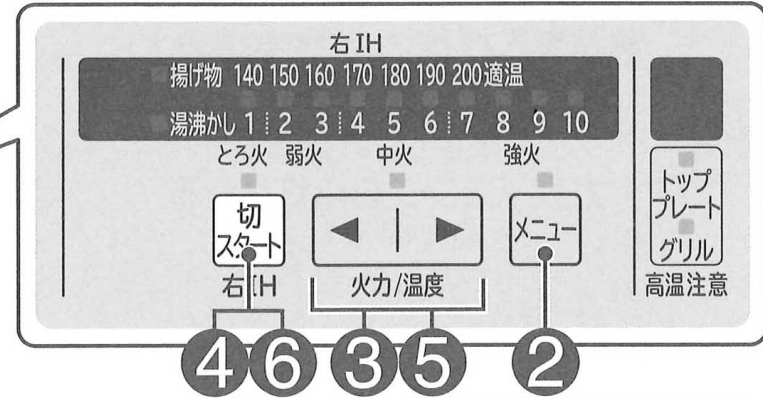 右IH
揚げ物 140 150 160 170 180 190 200 適温
湯沸かし 1 2 3 4 5 6 7 8 9 10
とろ火 弱火 中火 強火
切
スタート
右IH
◀ ▶
火力/温度
メニュー
トップ
プレート
グリル
高温注意
4 6 3 5 2